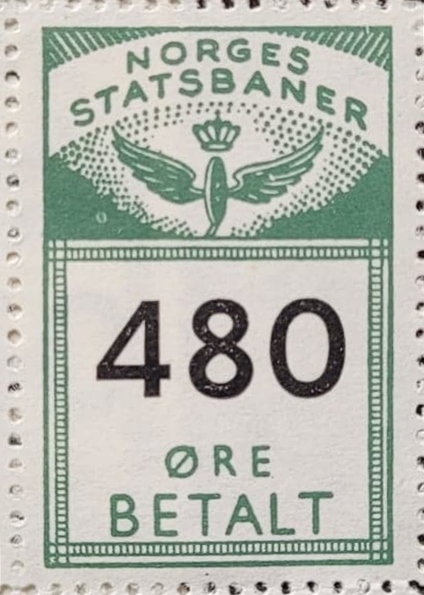 NORGES
STATSBANER
480
ØRE
BETALT